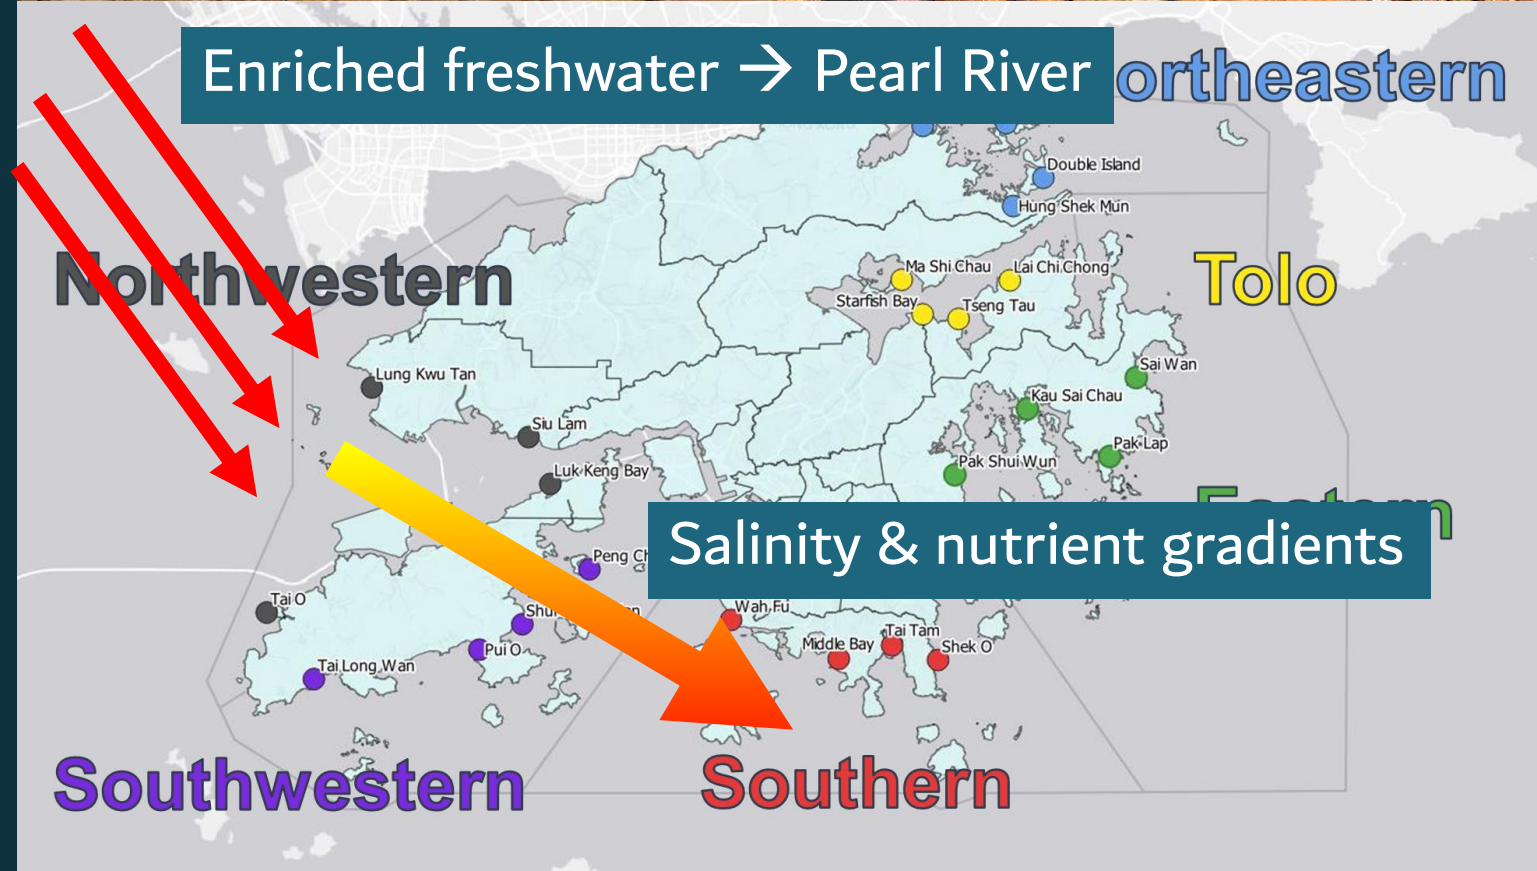 Enriched freshwater → Pearl River
ortheastern
Double Island
Hung Shek Mun
Northwestern
Ma Shi Chau
Lai Chi Chong
Tolo
Starfish Bay
Tseng Tau
Sai Wan
Lung Kwu Tan
Kau Sai Chau
Siu Lam
Pak Lap
Luk Keng Bay
Pak Shui Wun
Salinity & nutrient gradients
Peng
Tai O
Wah Fu
Middle Bay
Tai Tam
Shek O
Pui O
Tai Long Wan
Southwestern
Southern